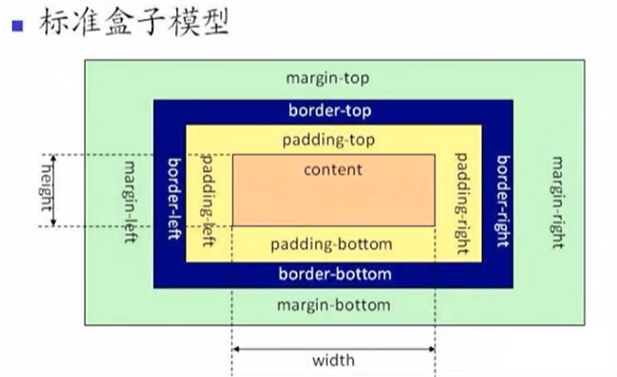 标准盒子模型
margin-top
border-top
padding-top
content
height
margin-left
border-left
padding-left
padding-right
border-right
margin-right
padding-bottom
border-bottom
margin-bottom
width